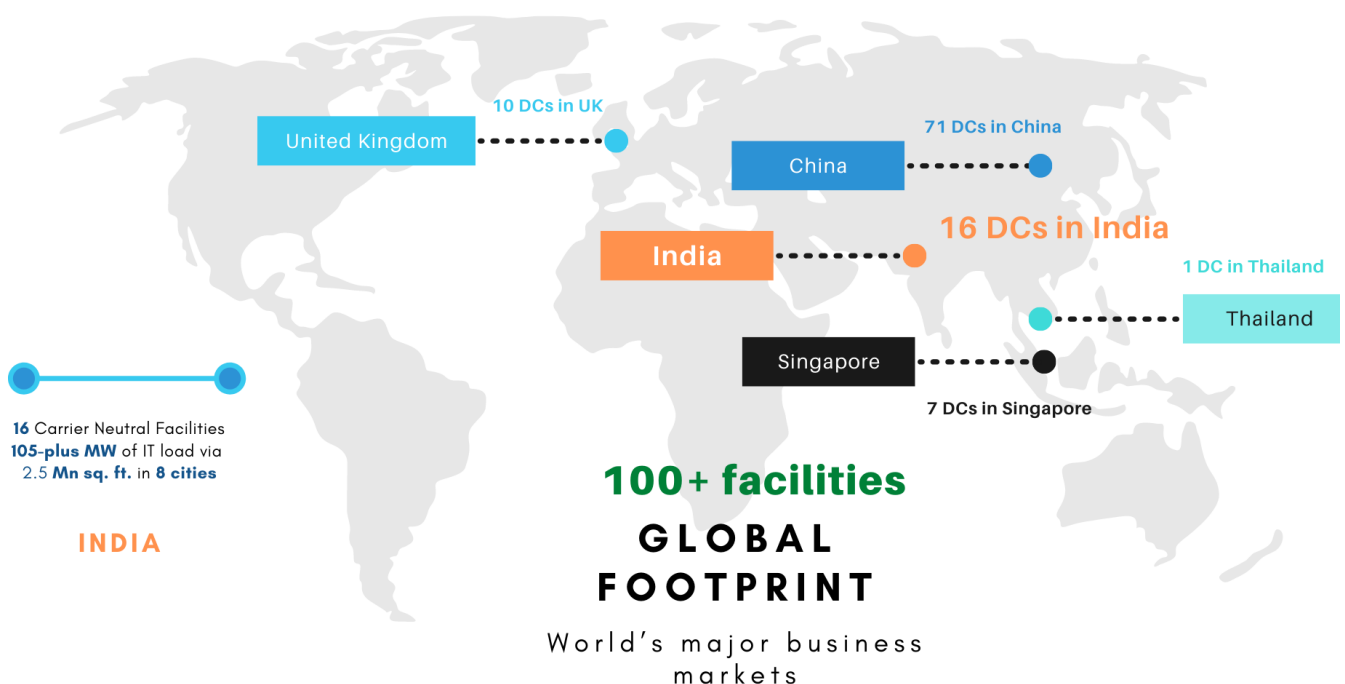 10 DCs in UK
United Kingdom
71 DCs in China
China
16 DCs in India
India
1 DC in Thailand
Thailand
Singapore
7 DCs in Singapore
16 Carrier Neutral Facilities
105-plus MW of IT load via
2.5 Mn sq. ft. in 8 cities
INDIA
100+ facilities
GLOBAL
FOOTPRINT
World's major business
markets